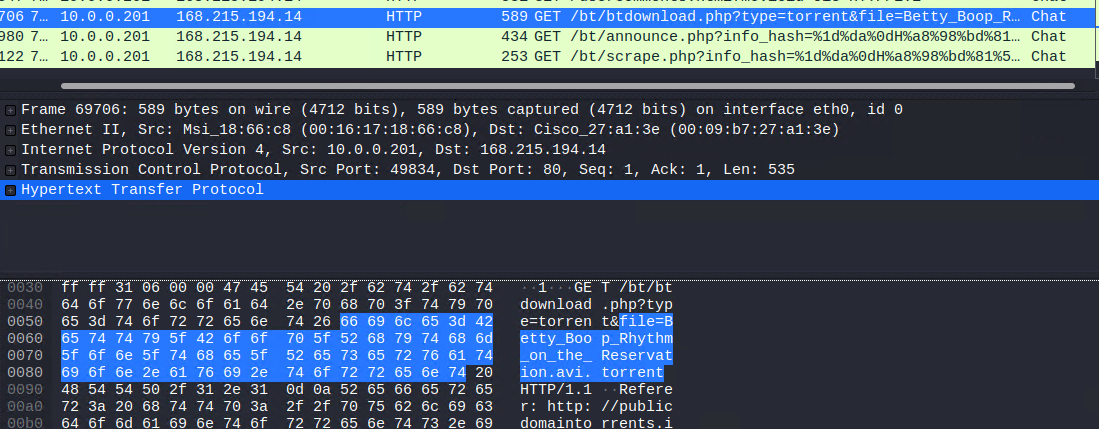 706 7… 10.0.0.201 168.215.194.14 HTTP 589 GET /bt/btdownload.php?type=torrent&file=Betty_Boop_R… Chat
980 7… 10.0.0.201 168.215.194.14 HTTP 434 GET /bt/announce.php?info_hash=%1d%da%0dH%a8%98%bd%81… Chat
122 7… 10.0.0.201 168.215.194.14 HTTP 253 GET /bt/scrape.php?info_hash=%1d%da%0dH%a8%98%bd%81%5… Chat
Frame 69706: 589 bytes on wire (4712 bits), 589 bytes captured (4712 bits) on interface eth0, id 0
Ethernet II, Src: Msi_18:66:c8 (00:16:17:18:66:c8), Dst: Cisco_27:a1:3e (00:09:b7:27:a1:3e)
Internet Protocol Version 4, Src: 10.0.0.201, Dst: 168.215.194.14
Transmission Control Protocol, Src Port: 49834, Dst Port: 80, Seq: 1, Ack: 1, Len: 535
Hypertext Transfer Protocol
0030 ff ff 31 06 00 00 47 45 54 20 2f 62 74 2f 62 74 ··1···GE T /bt/bt
0040 64 6f 77 6e 6c 6f 61 64 2e 70 68 70 3f 74 79 70 download .php?typ
0050 65 3d 74 6f 72 72 65 6e 74 26 66 69 6c 65 3d 42 e=torren t&file=B
0060 65 74 74 79 5f 42 6f 6f 70 5f 52 68 79 74 68 6d etty_Boo p_Rhythm
0070 5f 6f 6e 5f 74 68 65 5f 52 65 73 65 72 76 61 74 _on_the_ Reservat
0080 69 6f 6e 2e 61 76 69 2e 74 6f 72 72 65 6e 74 20 ion.avi. torrent
0090 48 54 54 50 2f 31 2e 31 0d 0a 52 65 66 65 72 65 HTTP/1.1 ··Refere
00a0 72 3a 20 68 74 74 70 3a 2f 2f 70 75 62 6c 69 63 r: http: //public
00b0 64 6f 6d 61 69 6e 74 6f 72 72 65 6e 74 73 2e 69 domainto rrents.i